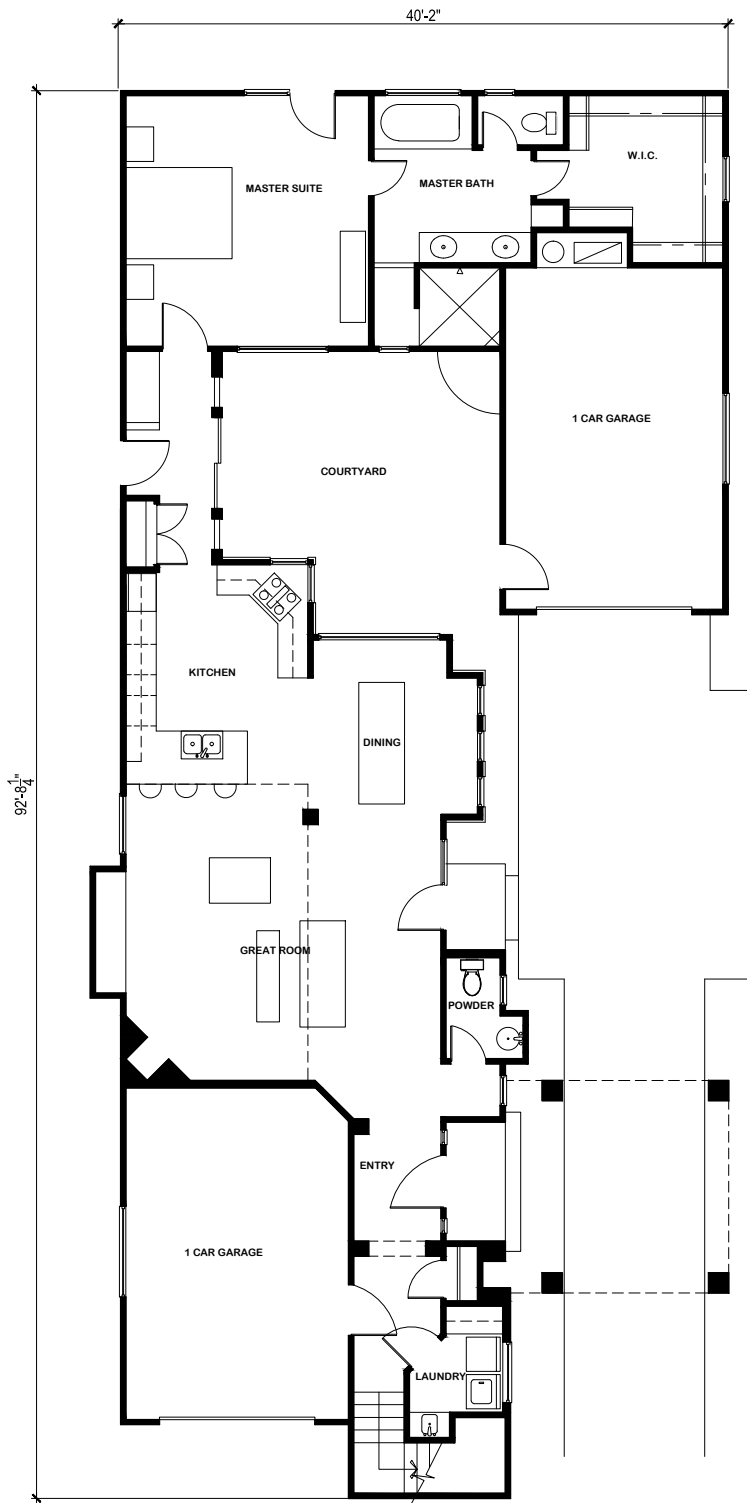 40'-2"
MASTER SUITE
MASTER BATH
W.I.C.
1 CAR GARAGE
COURTYARD
KITCHEN
DINING
92'-8 1/4"
GREAT ROOM
POWDER
ENTRY
1 CAR GARAGE
LAUNDRY